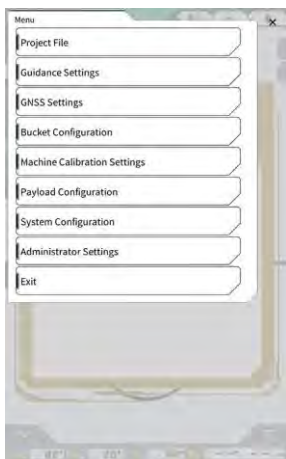 Menu
Project File
Guidance Settings
GNSS Settings
Bucket Configuration
Machine Calibration Settings
Payload Configuration
System Configuration
Administrator Settings
Exit